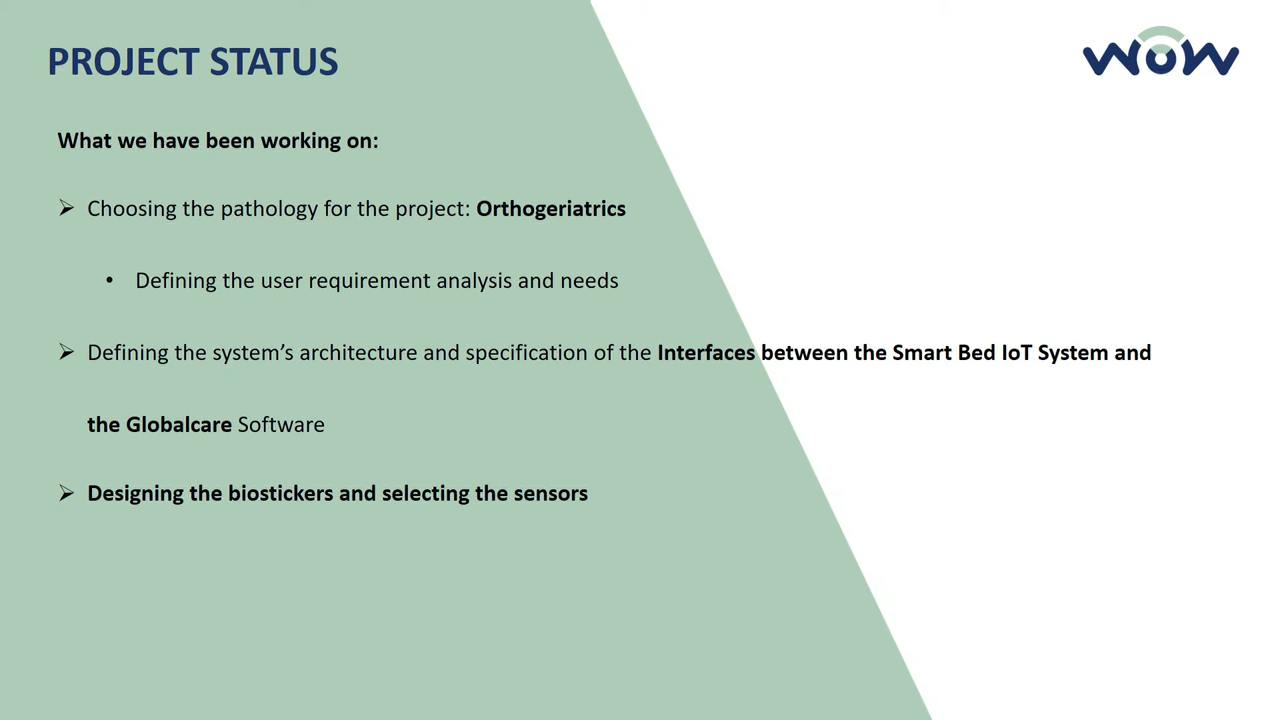 PROJECT STATUS
WOW
What we have been working on:
➢ Choosing the pathology for the project: Orthogeriatrics
• Defining the user requirement analysis and needs
➢ Defining the system’s architecture and specification of the Interfaces between the Smart Bed IoT System and
the Globalcare Software
➢ Designing the biostickers and selecting the sensors